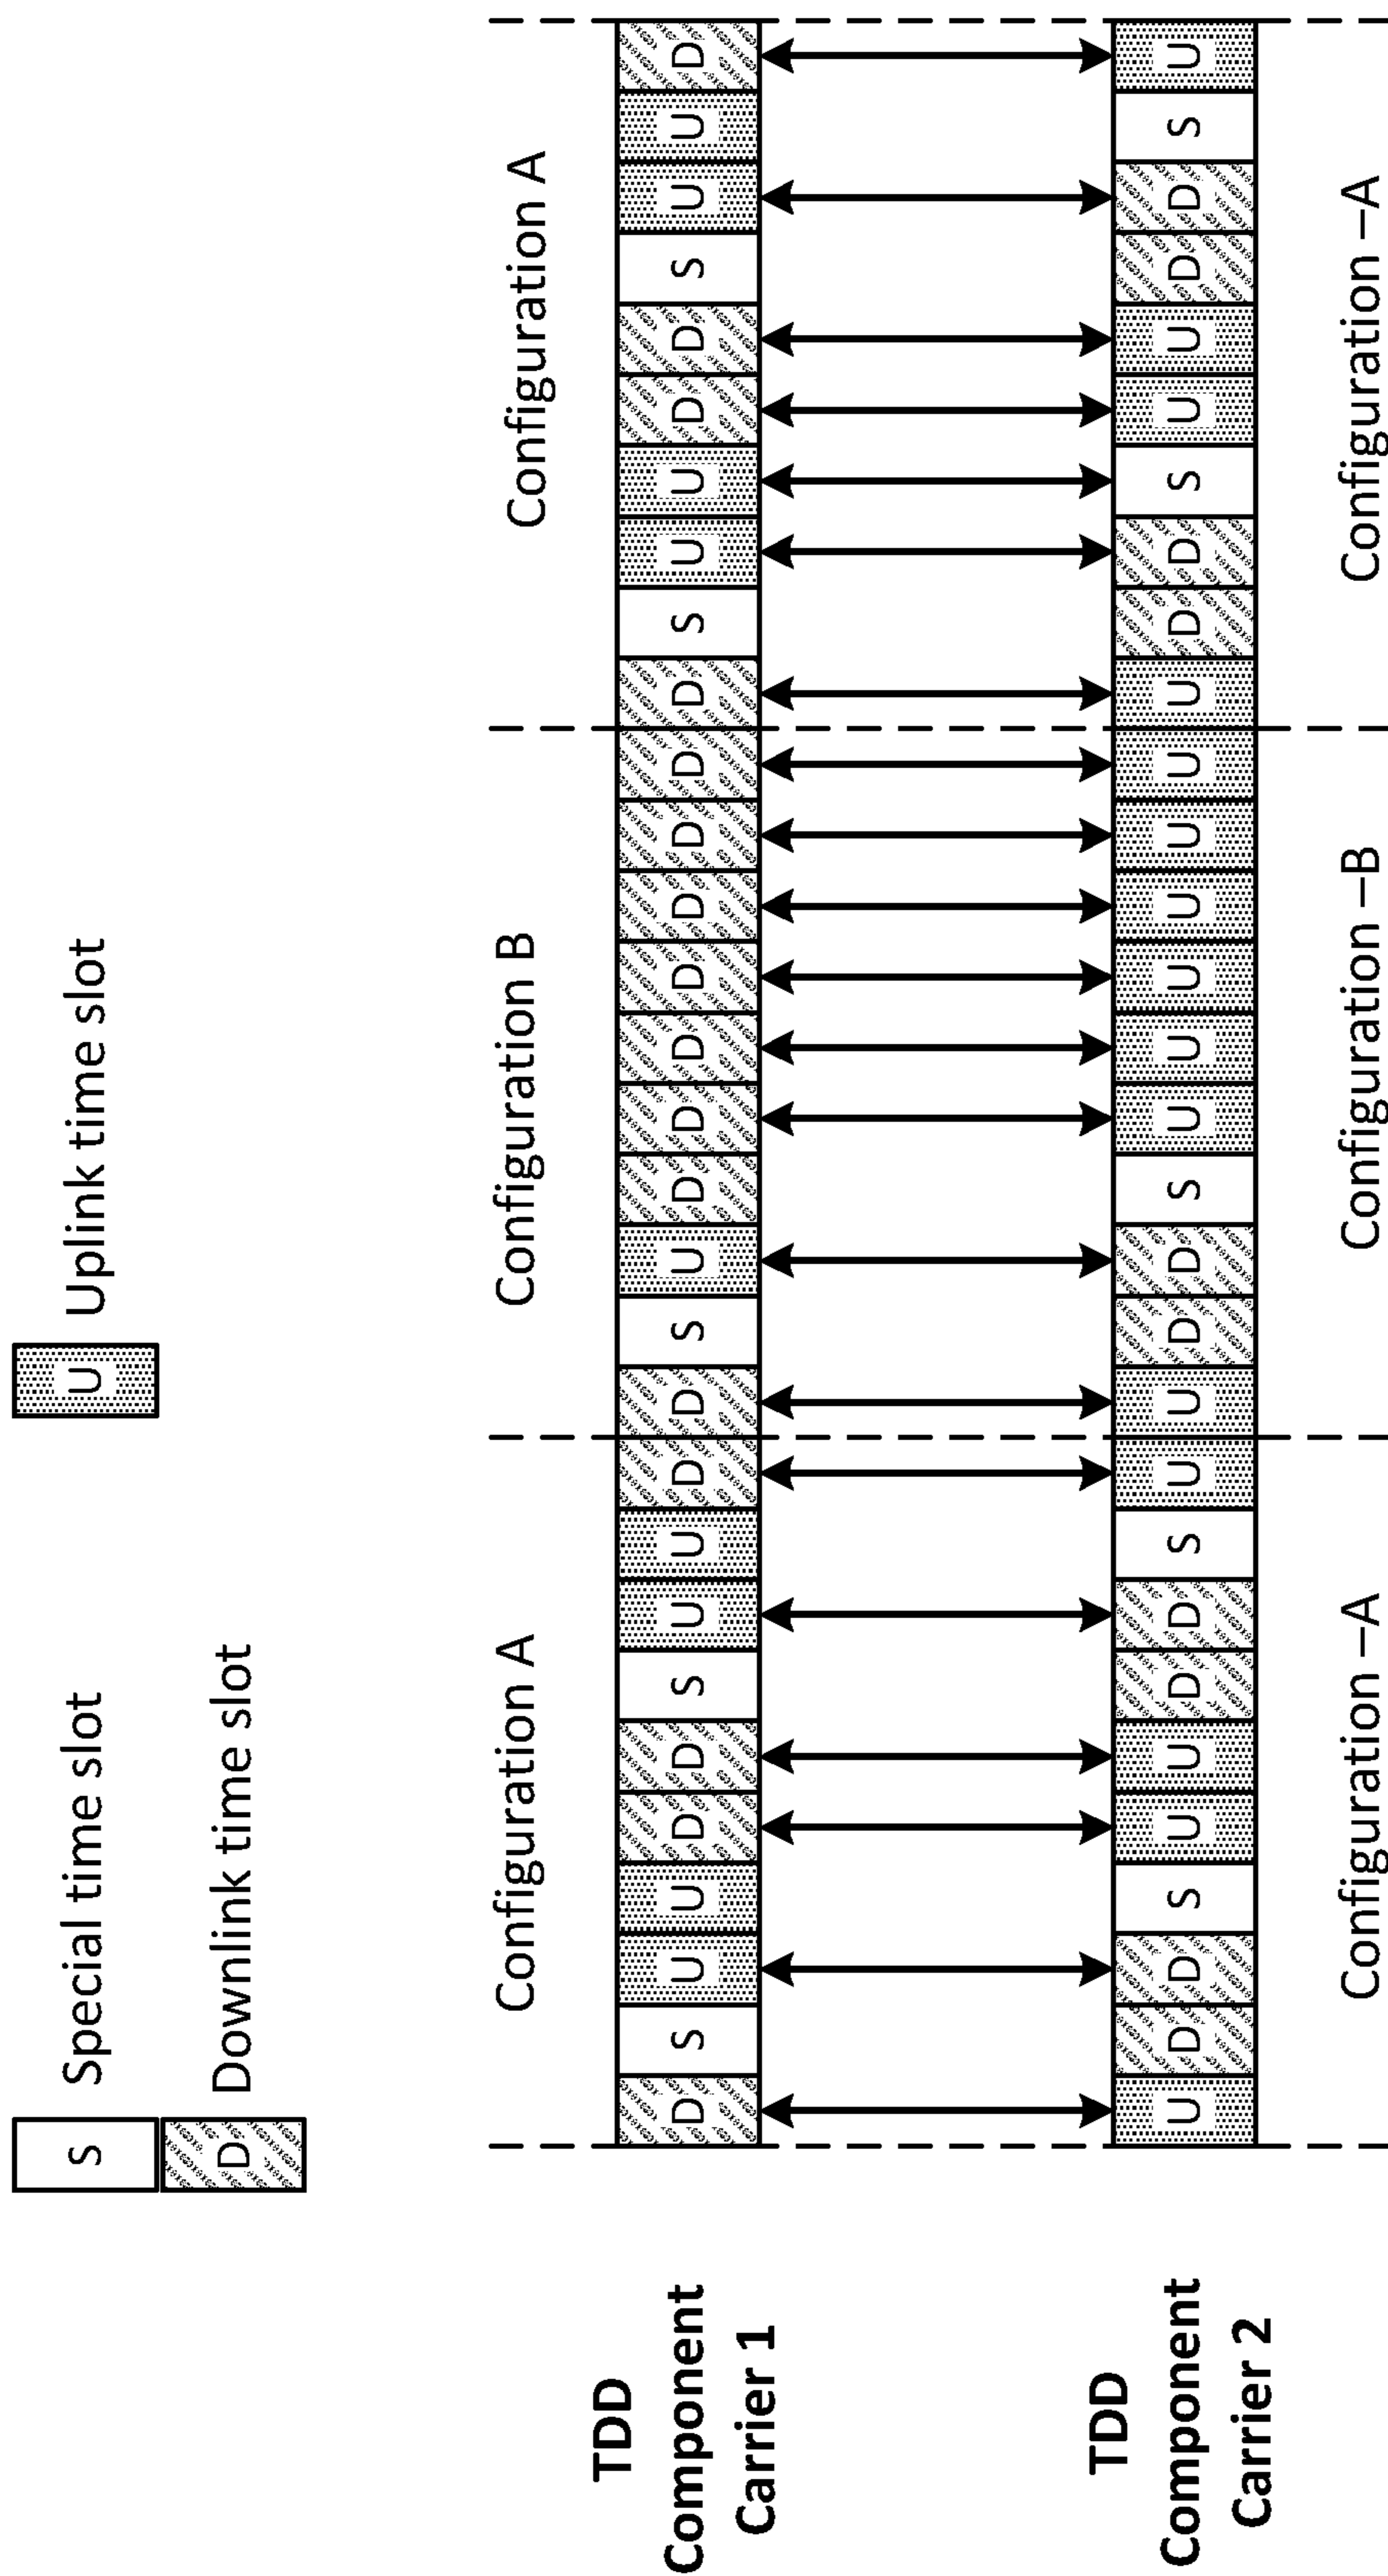 S Special time slot U Uplink time slot
D Downlink time slot
Configuration A Configuration B Configuration A
TDD
Component
Carrier 1
D S U U D D S U U D D S U D D D D D D D D S U U D D S U U D
TDD
Component
Carrier 2
U D D S U U D D S U U D D S U U U U U U U D D S U U D D S U
Configuration –A Configuration –B Configuration –A